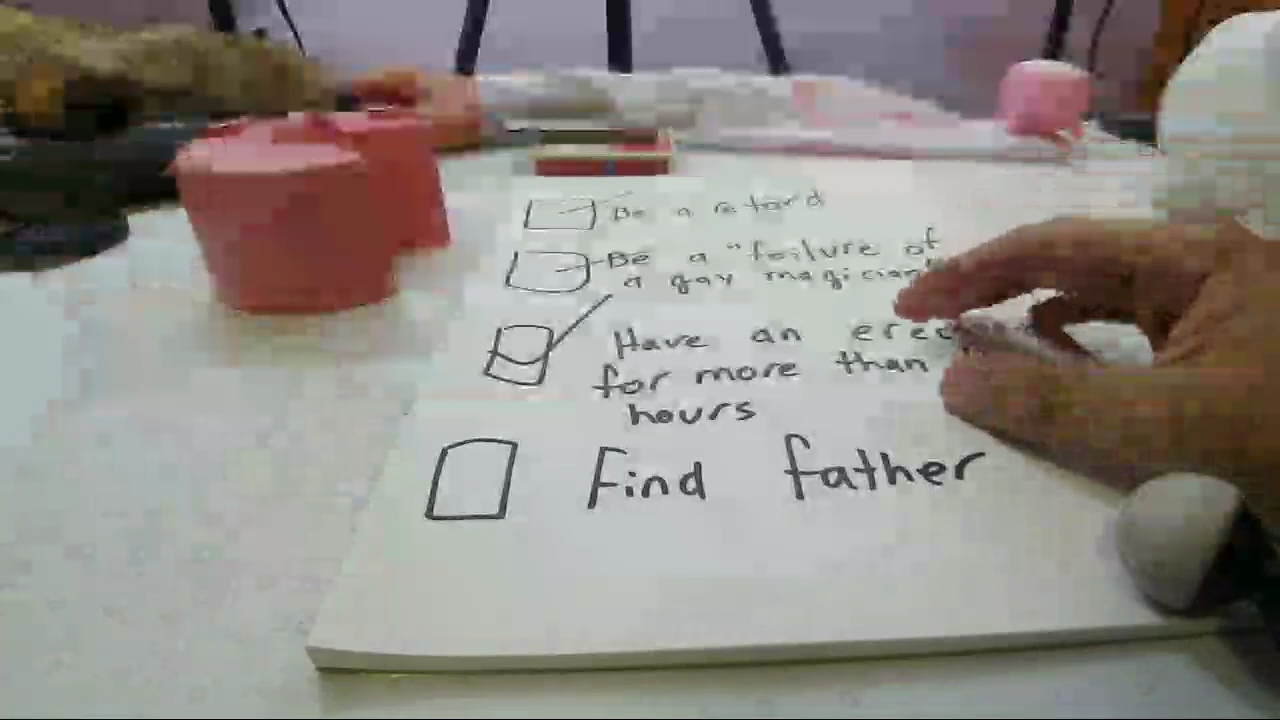 Be a retard
Be a "failure of
a gay magician"
Have an
for more than
hours
Find father